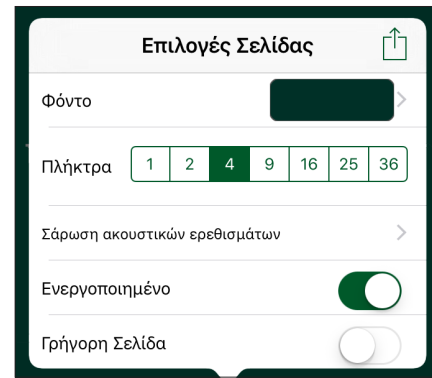 Επιλογές Σελίδας
Φόντο
Πλήκτρα 1 2 4 9 16 25 36
Σάρωση ακουστικών ερεθισμάτων
Ενεργοποιημένο
Γρήγορη Σελίδα